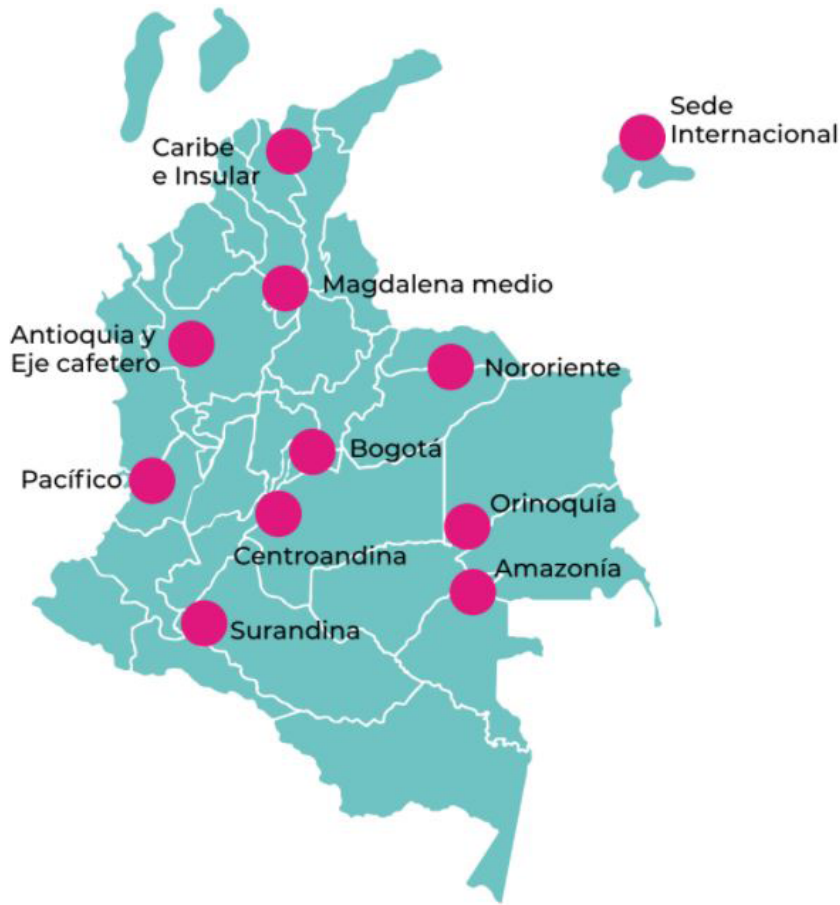 Sede
Internacional
Caribe
e Insular
Magdalena medio
Antioquia y
Eje cafetero
Nororiente
Bogotá
Pacífico
Orinoquía
Centroandina
Amazonía
Surandina